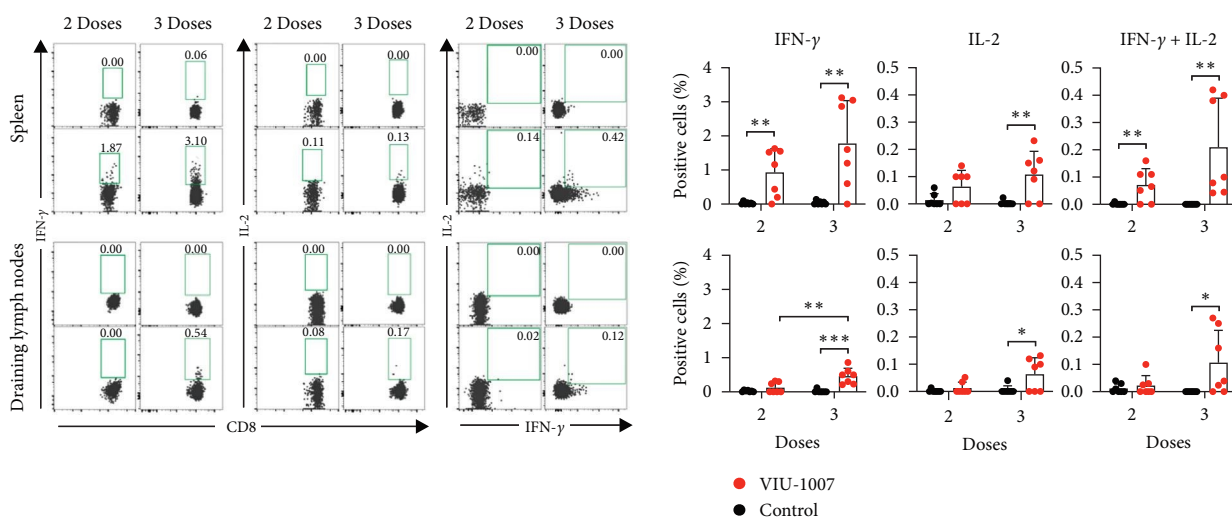 2 Doses 3 Doses 2 Doses 3 Doses 2 Doses 3 Doses
Spleen
IFN-γ
0.00 0.06 0.00 0.00 0.00 0.00
1.87 3.10 0.11 0.13 0.14 0.42
IL-2
IL-2
Draining lymph nodes
0.00 0.00 0.00 0.00 0.00 0.00
0.00 0.54 0.08 0.17 0.02 0.12
CD8
IFN-γ
IFN-γ IL-2 IFN-γ + IL-2
Positive cells (%)
4 3 2 1 0
** **
2 3
0.5 0.4 0.3 0.2 0.1 0.0
**
2 3
0.5 0.4 0.3 0.2 0.1 0.0
** **
2 3
Positive cells (%)
4 3 2 1 0
** ***
2 3
0.5 0.4 0.3 0.2 0.1 0.0
*
2 3
0.5 0.4 0.3 0.2 0.1 0.0
*
2 3
Doses Doses Doses
VIU-1007
Control